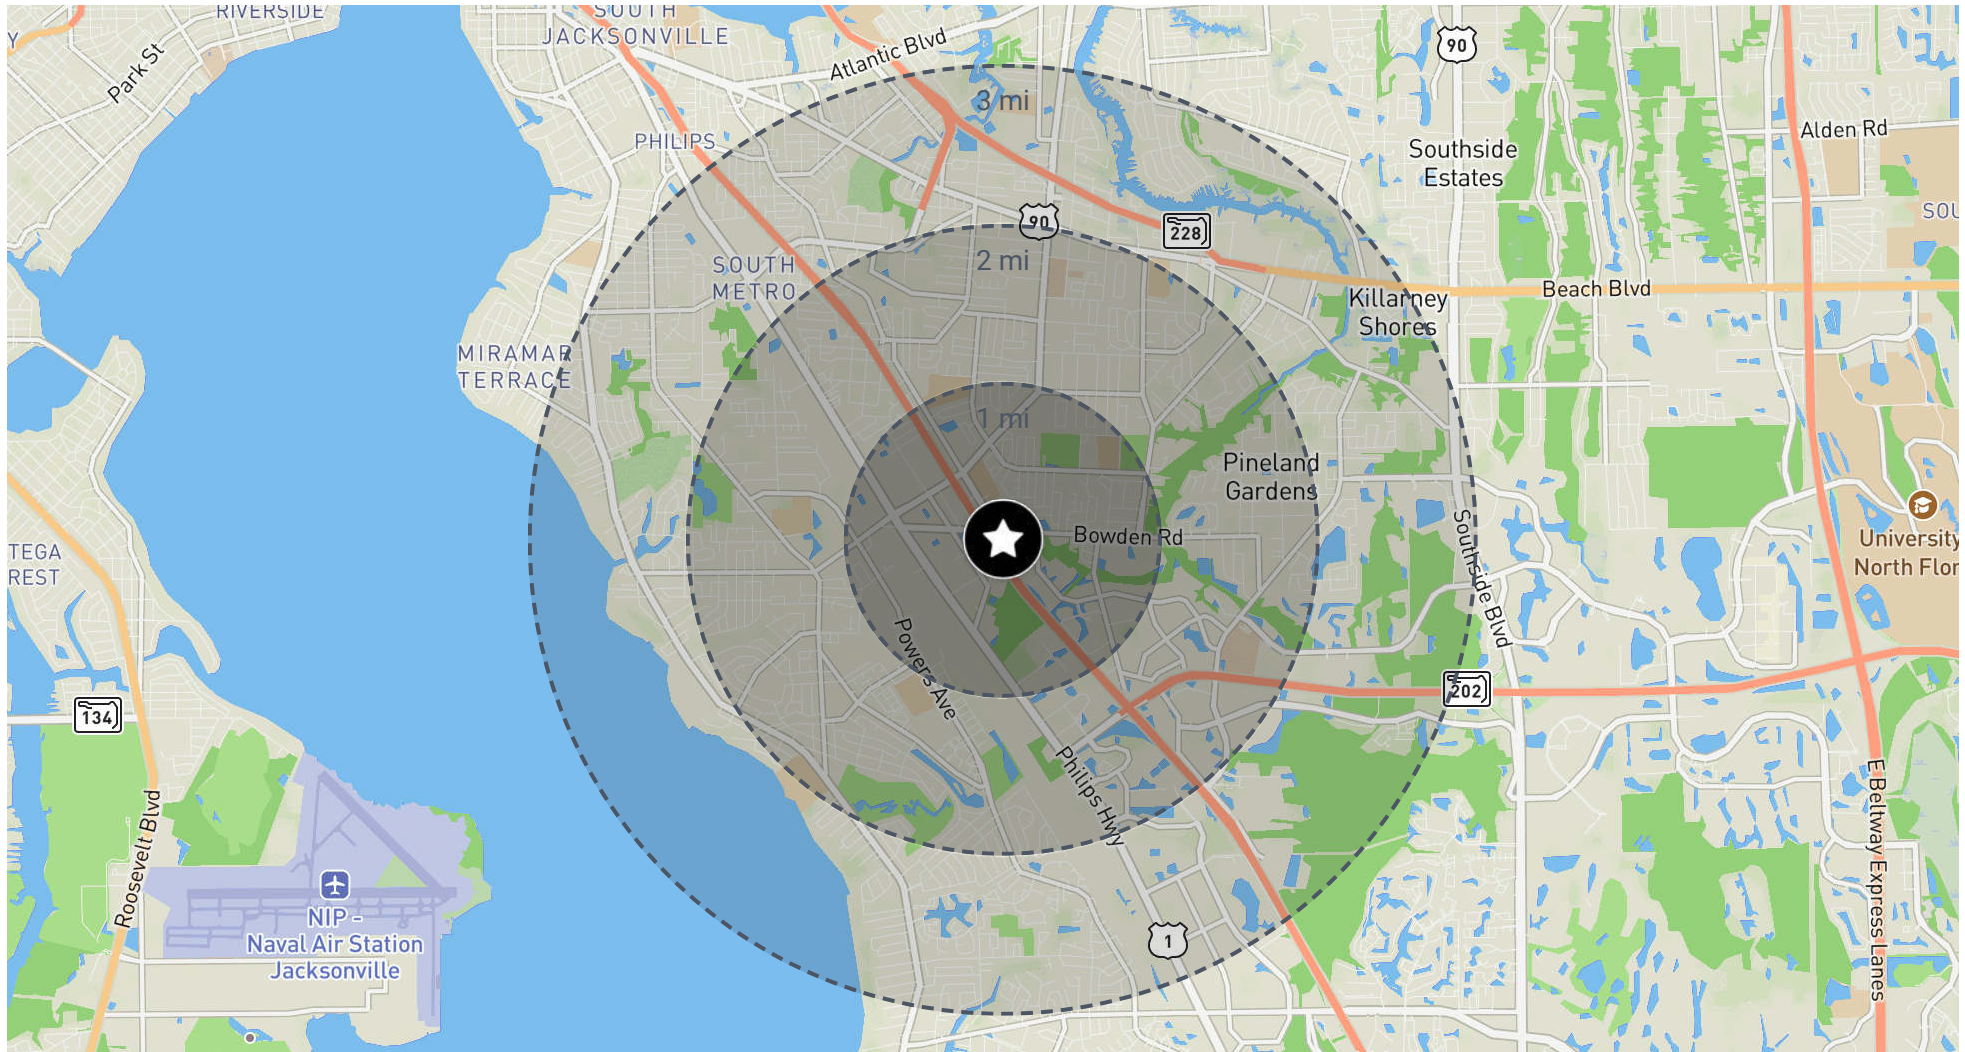 RIVERSIDE
SOUTH
JACKSONVILLE
Park St
Atlantic Blvd
90
3 mi
PHILIPS
Alden Rd
Southside
Estates
90
228
2 mi
SOUTH
METRO
Beach Blvd
Killarney
Shores
MIRAMAR
TERRACE
1 mi
Pineland
Gardens
Bowden Rd
Southside Blvd
University
North Flor
TEGA
REST
Powers Ave
202
134
Philips Hwy
Roosevelt Blvd
E Beltway Express Lanes
NIP -
Naval Air Station
Jacksonville
1
SOU
Y